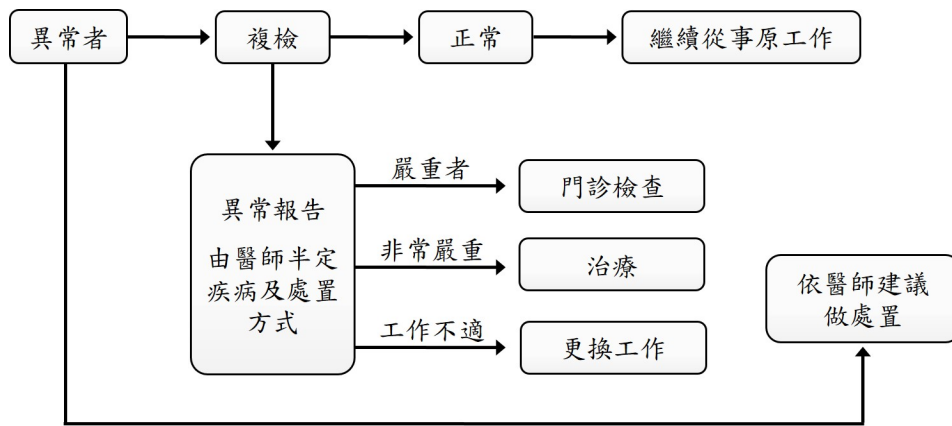 異常者
複檢
正常
繼續從事原工作
異常報告
由醫師半定
疾病及處置
方式
嚴重者
門診檢查
非常嚴重
治療
工作不適
更換工作
依醫師建議
做處置